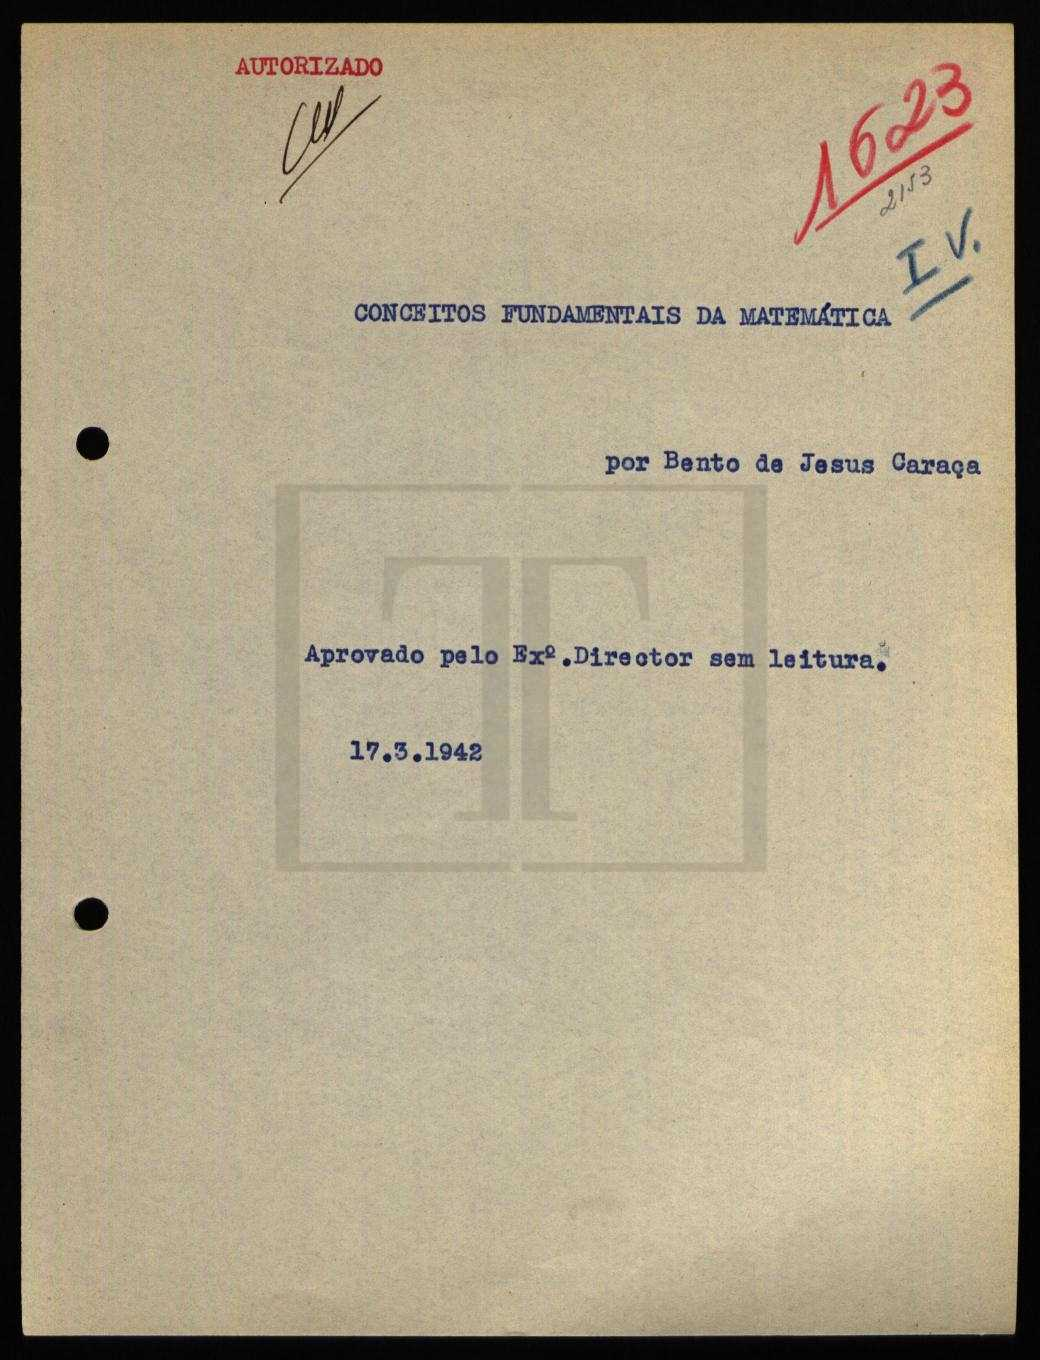 AUTORIZADO
1623
2153
IV.
CONCEITOS FUNDAMENTAIS DA MATEMÁTICA
por Bento de Jesus Caraça
Aprovado pelo Exº.Director sem leitura.
17.3.1942